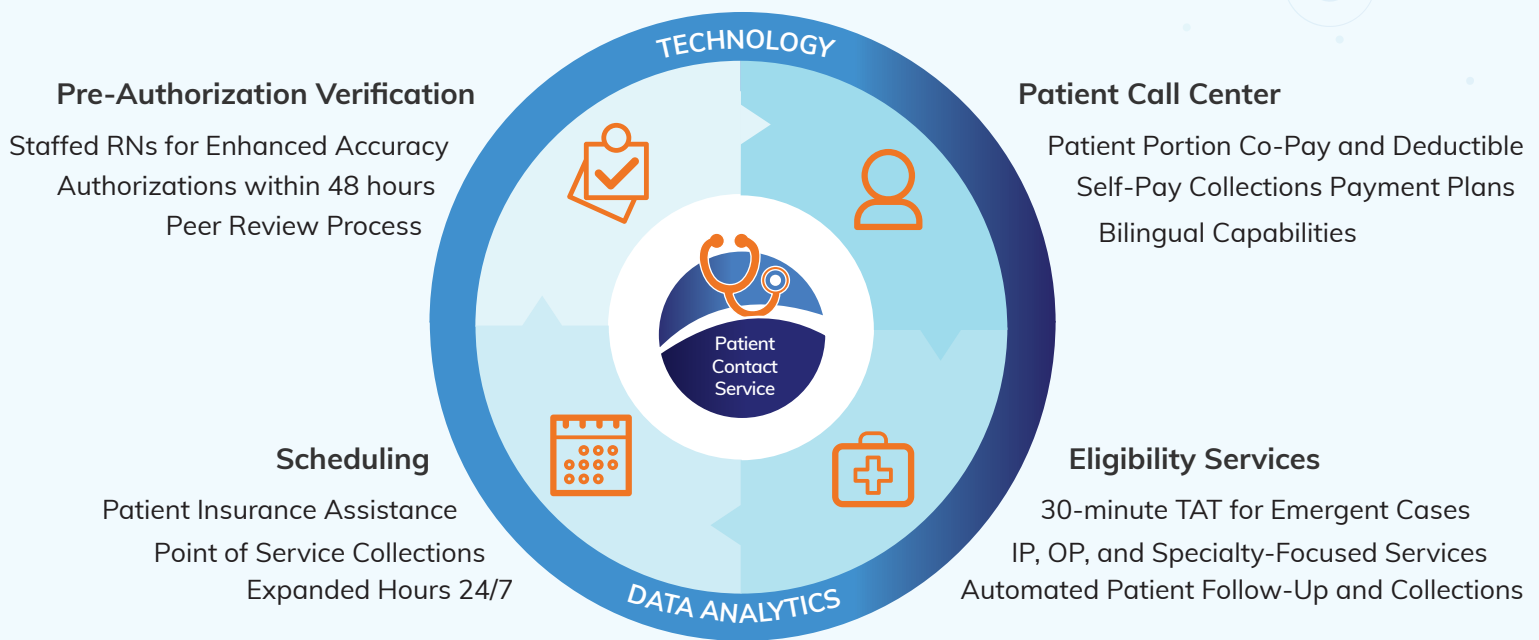 TECHNOLOGY
Pre-Authorization Verification
Staffed RNs for Enhanced Accuracy
Authorizations within 48 hours
Peer Review Process
Patient Call Center
Patient Portion Co-Pay and Deductible
Self-Pay Collections Payment Plans
Bilingual Capabilities
Patient
Contact
Service
Scheduling
Patient Insurance Assistance
Point of Service Collections
Expanded Hours 24/7
Eligibility Services
30-minute TAT for Emergent Cases
IP, OP, and Specialty-Focused Services
Automated Patient Follow-Up and Collections
DATA ANALYTICS